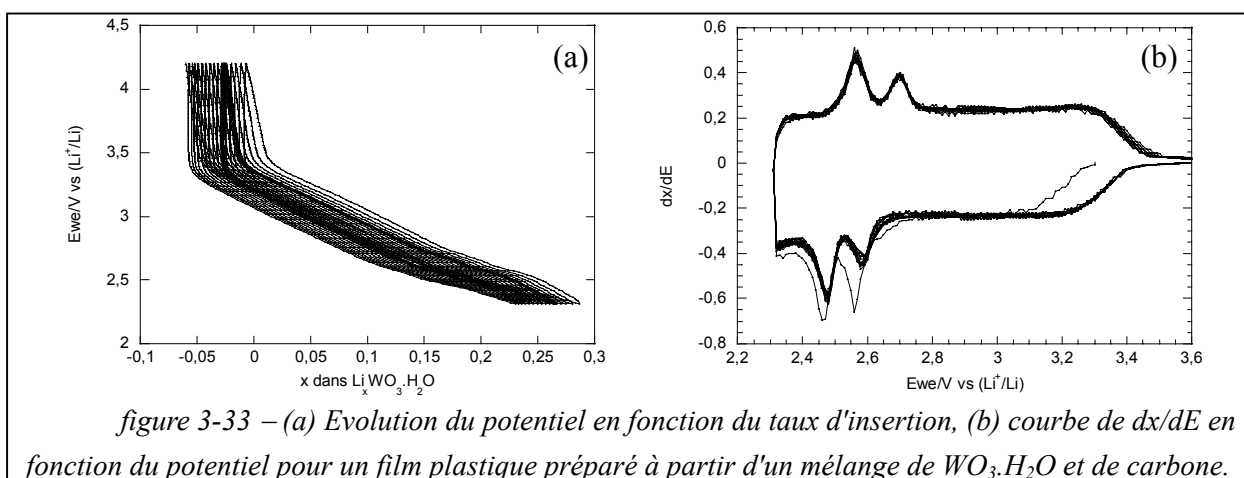 (a)
4,5
4
3,5
3
2,5
2
Ewe/V vs (Li⁺/Li)
-0,1 -0,05 0 0,05 0,1 0,15 0,2 0,25 0,3
x dans LiₓWO₃.H₂O
(b)
0,6
0,4
0,2
0
-0,2
-0,4
-0,6
-0,8
dx/dE
2,2 2,4 2,6 2,8 3 3,2 3,4 3,6
Ewe/V vs (Li⁺/Li)
figure 3-33 – (a) Evolution du potentiel en fonction du taux d'insertion, (b) courbe de dx/dE en
fonction du potentiel pour un film plastique préparé à partir d'un mélange de WO₃.H₂O et de carbone.